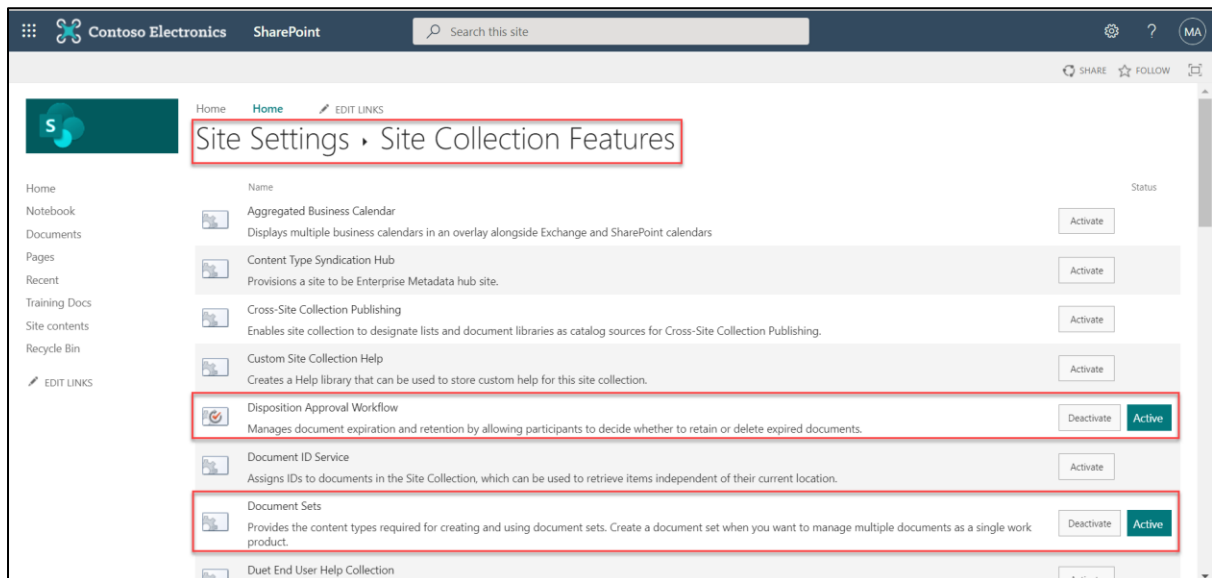 Contoso Electronics SharePoint Search this site ? MA
SHARE FOLLOW
S
Home Home EDIT LINKS
Site Settings › Site Collection Features
Home
Notebook
Documents
Pages
Recent
Training Docs
Site contents
Recycle Bin
EDIT LINKS
Name Status
Aggregated Business Calendar
Displays multiple business calendars in an overlay alongside Exchange and SharePoint calendars
Activate
Content Type Syndication Hub
Provisions a site to be Enterprise Metadata hub site.
Activate
Cross-Site Collection Publishing
Enables site collection to designate lists and document libraries as catalog sources for Cross-Site Collection Publishing.
Activate
Custom Site Collection Help
Creates a Help library that can be used to store custom help for this site collection.
Activate
Disposition Approval Workflow
Manages document expiration and retention by allowing participants to decide whether to retain or delete expired documents.
Deactivate Active
Document ID Service
Assigns IDs to documents in the Site Collection, which can be used to retrieve items independent of their current location.
Activate
Document Sets
Provides the content types required for creating and using document sets. Create a document set when you want to manage multiple documents as a single work
product.
Deactivate Active
Duet End User Help Collection